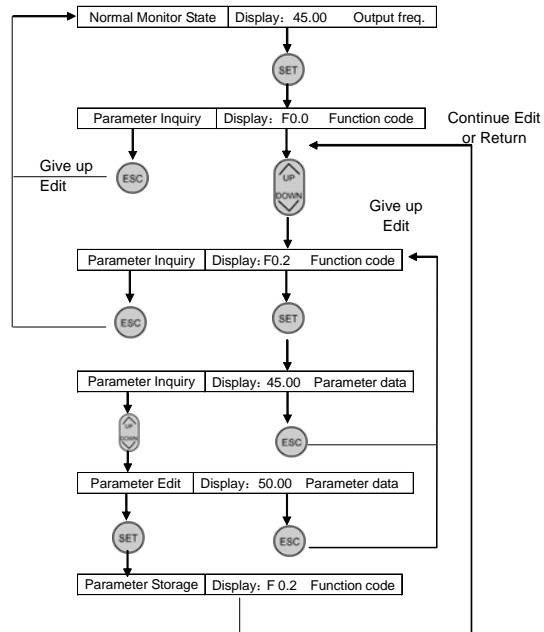 Normal Monitor State Display: 45.00 Output freq.
SET
Parameter Inquiry Display: F0.0 Function code
Continue Edit
or Return
Give up
Edit
ESC
UP
DOWN
Give up
Edit
Parameter Inquiry Display: F0.2 Function code
ESC
SET
Parameter Inquiry Display: 45.00 Parameter data
UP
DOWN
ESC
Parameter Edit Display: 50.00 Parameter data
SET
ESC
Parameter Storage Display: F 0.2 Function code